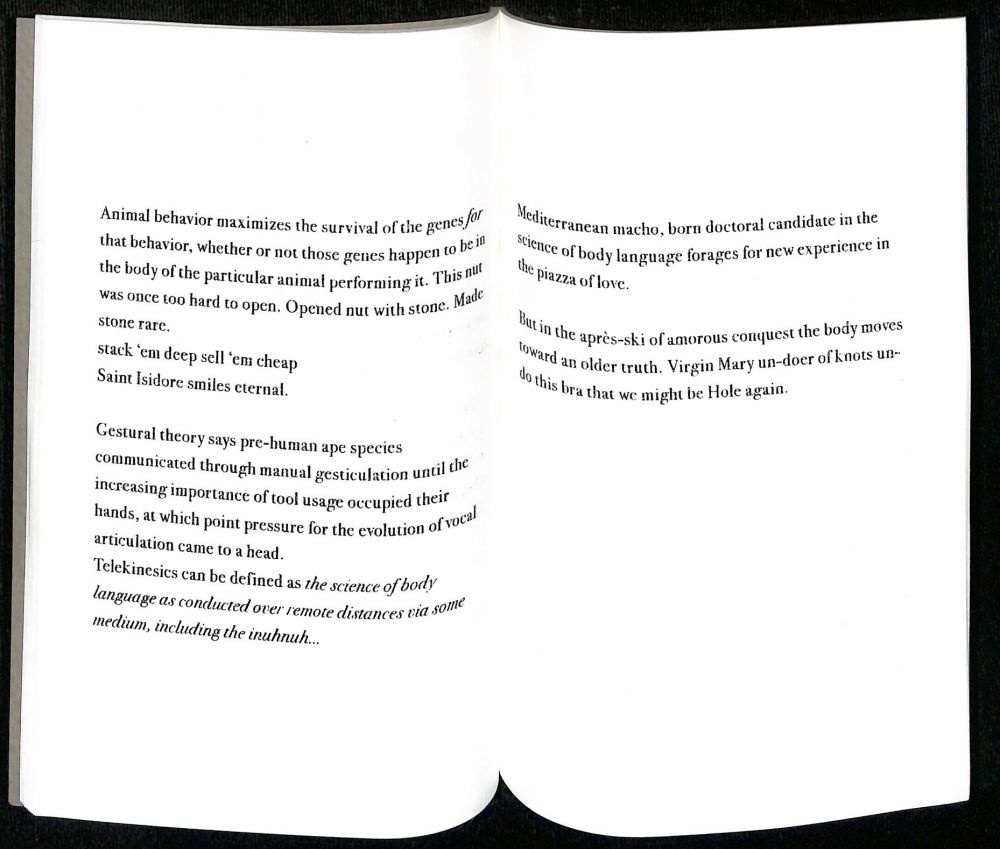 Animal behavior maximizes the survival of the genes for
that behavior, whether or not those genes happen to be in
the body of the particular animal performing it. This nut
was once too hard to open. Opened nut with stone. Made
stone rare.
stack ‘em deep sell ‘em cheap
Saint Isidore smiles eternal.
Gestural theory says pre-human ape species
communicated through manual gesticulation until the
increasing importance of tool usage occupied their
hands, at which point pressure for the evolution of vocal
articulation came to a head.
Telekinesics can be defined as the science of body
language as conducted over remote distances via some
medium, including the inuhnuh...
Mediterranean macho, born doctoral candidate in the
science of body language forages for new experience in
the piazza of love.
But in the après-ski of amorous conquest the body moves
toward an older truth. Virgin Mary un-doer of knots un-
do this bra that we might be Hole again.